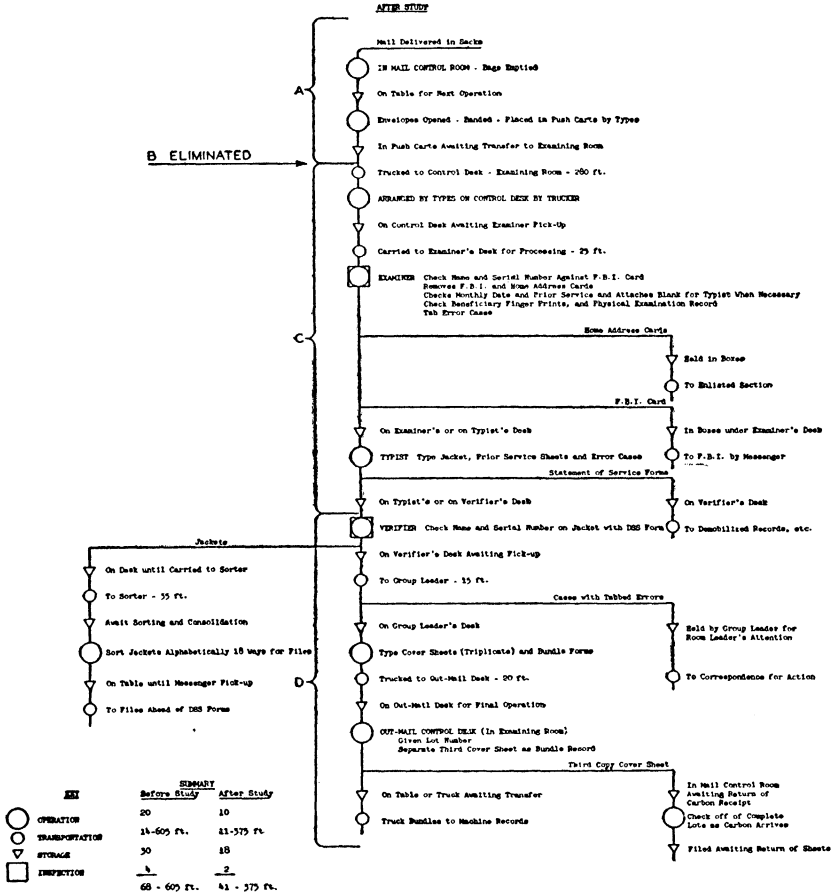 AFTER STUDY
Mail Delivered in Sacks
A
IN MAIL CONTROL ROOM - Bags Emptied
On Table for Next Operation
Envelopes Opened - Banded - Placed in Push Carts by Types
In Push Carts Awaiting Transfer to Examining Room
B ELIMINATED
Trucked to Control Desk - Examining Room - 280 ft.
ARRANGED BY TYPES ON CONTROL DESK BY TRUCKER
On Control Desk Awaiting Examiner Pick-Up
Carried to Examiner's Desk for Processing - 25 ft.
EXAMINER Check Name and Serial Number Against F.B.I. Card
Removes F.B.I. and Home Address Cards
Checks Monthly Date and Prior Service and Attaches Blank for Typist When Necessary
Check Beneficiary Finger Prints, and Physical Examination Record
Tab Error Cases
C
Home Address Cards
Held in Boxes
To Enlisted Section
F.B.I. Card
On Examiner's or on Typist's Desk
In Boxes under Examiner's Desk
TYPIST Type Jacket, Prior Service Sheets and Error Cases
To F.B.I. by Messenger
Statement of Service Forms
On Typist's or on Verifier's Desk
On Verifier's Desk
VERIFIER Check Name and Serial Number on Jacket with DSS Form
To Demobilized Records, etc.
Jackets
On Verifier's Desk Awaiting Pick-up
On Desk until Carried to Sorter
To Group Leader - 15 ft.
To Sorter - 35 ft.
Cases with Tabbed Errors
Await Sorting and Consolidation
On Group Leader's Desk
Held by Group Leader for
Room Leader's Attention
Sort Jackets Alphabetically 18 Ways for Files
Type Cover Sheets (Triplicate) and Bundle Forms
D
On Table until Messenger Pick-up
Trucked to Out-Mail Desk - 20 ft.
To Correspondence for Action
To Files Ahead of DSS Forms
On Out-Mail Desk for Final Operation
OUT-MAIL CONTROL DESK (In Examining Room)
Given Lot Number
Separate Third Cover Sheet as Bundle Record
Third Copy Cover Sheet
On Table or Truck Awaiting Transfer
In Mail Control Room
Awaiting Return of
Carbon Receipt
Truck Bundles to Machine Records
Check off of Complete
Lots as Carbon Arrives
Filed Awaiting Return of Sheets
SUMMARY
KEY Before Study After Study
OPERATION 20 10
TRANSPORTATION 14-605 ft. 11-375 ft
STORAGE 30 18
INSPECTION 4 2
68 - 605 ft. 41 - 375 ft.